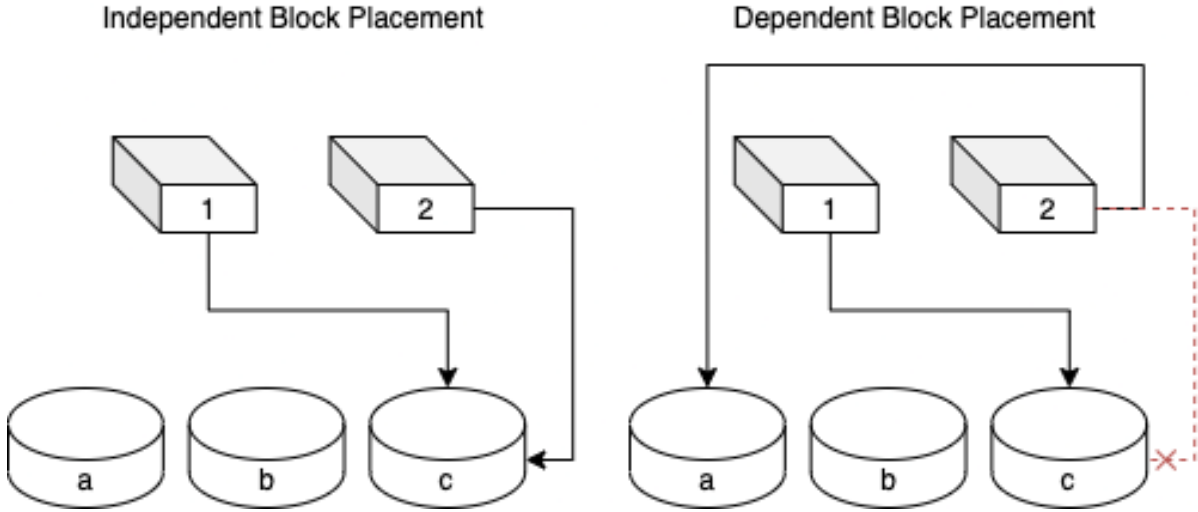 Independent Block Placement
Dependent Block Placement
1
2
1
2
a
b
c
a
b
c